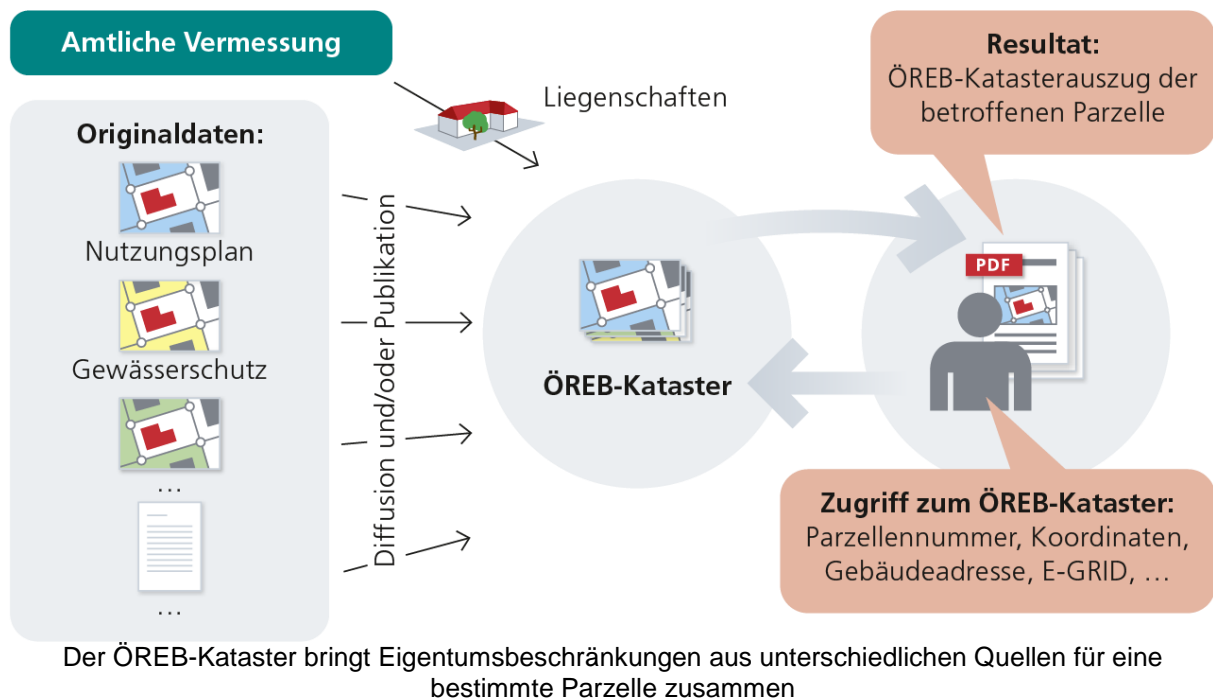 Amtliche Vermessung
Liegenschaften
Originaldaten:
Nutzungsplan
Gewässerschutz
…
…
Diffusion und/oder Publikation
ÖREB-Kataster
Resultat:
ÖREB-Katasterauszug der
betroffenen Parzelle
PDF
Zugriff zum ÖREB-Kataster:
Parzellennummer, Koordinaten,
Gebäudeadresse, E-GRID, …
Der ÖREB-Kataster bringt Eigentumsbeschränkungen aus unterschiedlichen Quellen für eine
bestimmte Parzelle zusammen